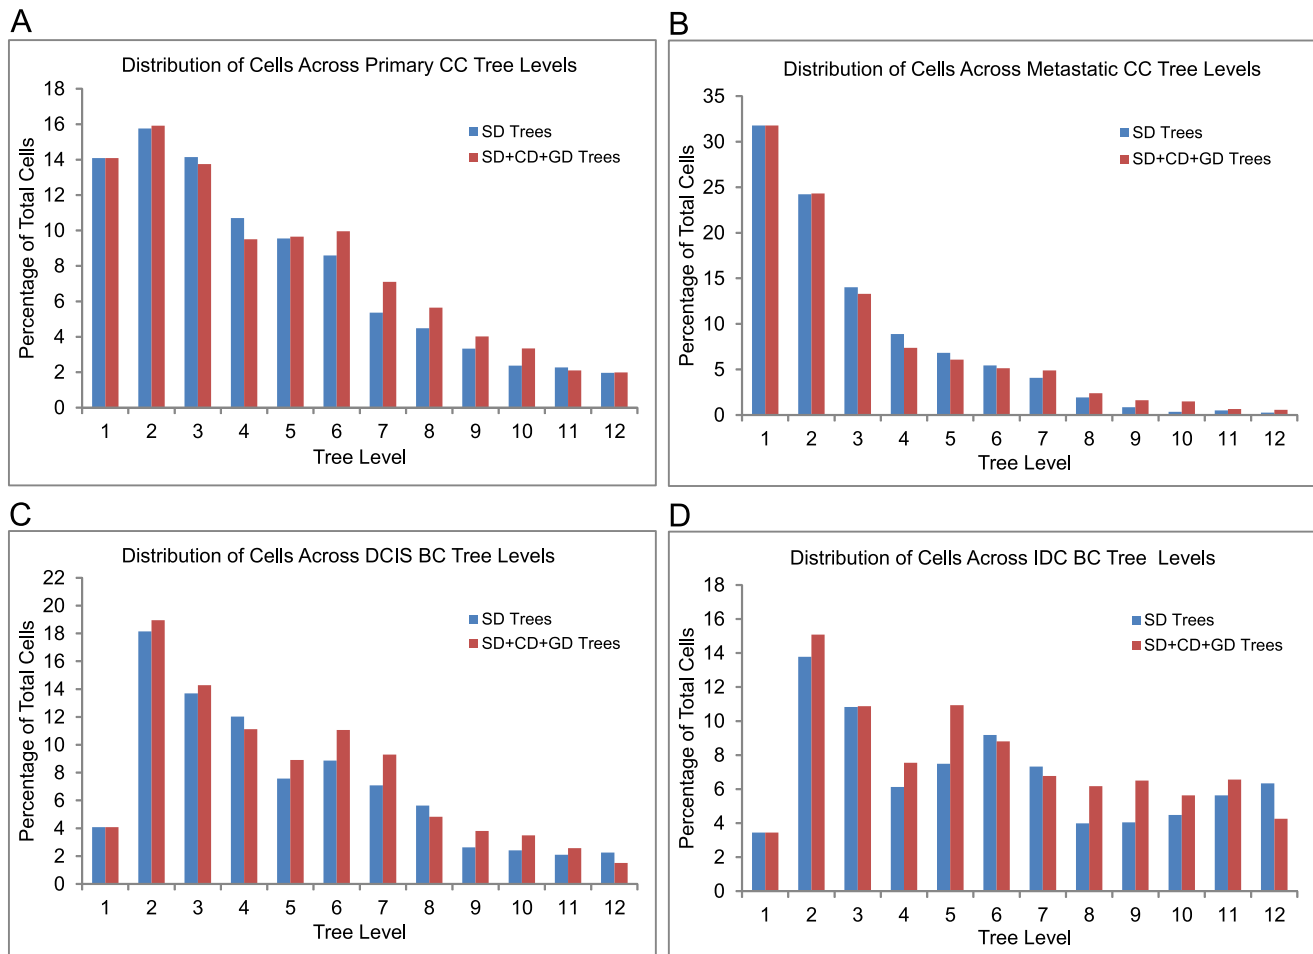 A
Distribution of Cells Across Primary CC Tree Levels
Percentage of Total Cells
18
16
14
12
10
8
6
4
2
0
SD Trees
SD+CD+GD Trees
1 2 3 4 5 6 7 8 9 10 11 12
Tree Level
B
Distribution of Cells Across Metastatic CC Tree Levels
Percentage of Total Cells
35
30
25
20
15
10
5
0
SD Trees
SD+CD+GD Trees
1 2 3 4 5 6 7 8 9 10 11 12
Tree Level
C
Distribution of Cells Across DCIS BC Tree Levels
Percentage of Total Cells
22
20
18
16
14
12
10
8
6
4
2
0
SD Trees
SD+CD+GD Trees
1 2 3 4 5 6 7 8 9 10 11 12
Tree Level
D
Distribution of Cells Across IDC BC Tree Levels
Percentage of Total Cells
18
16
14
12
10
8
6
4
2
0
SD Trees
SD+CD+GD Trees
1 2 3 4 5 6 7 8 9 10 11 12
Tree Level